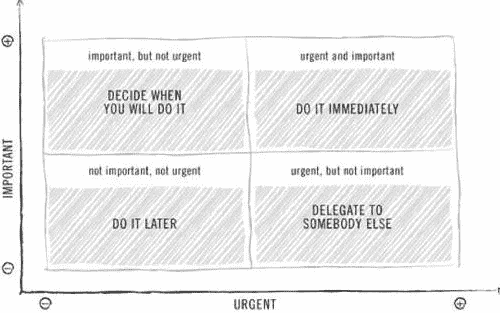 important, but not urgent
urgent and important
DECIDE WHEN
YOU WILL DO IT
DO IT IMMEDIATELY
not important, not urgent
urgent, but not important
DO IT LATER
DELEGATE TO
SOMEBODY ELSE
IMPORTANT
+
-
URGENT
-
+